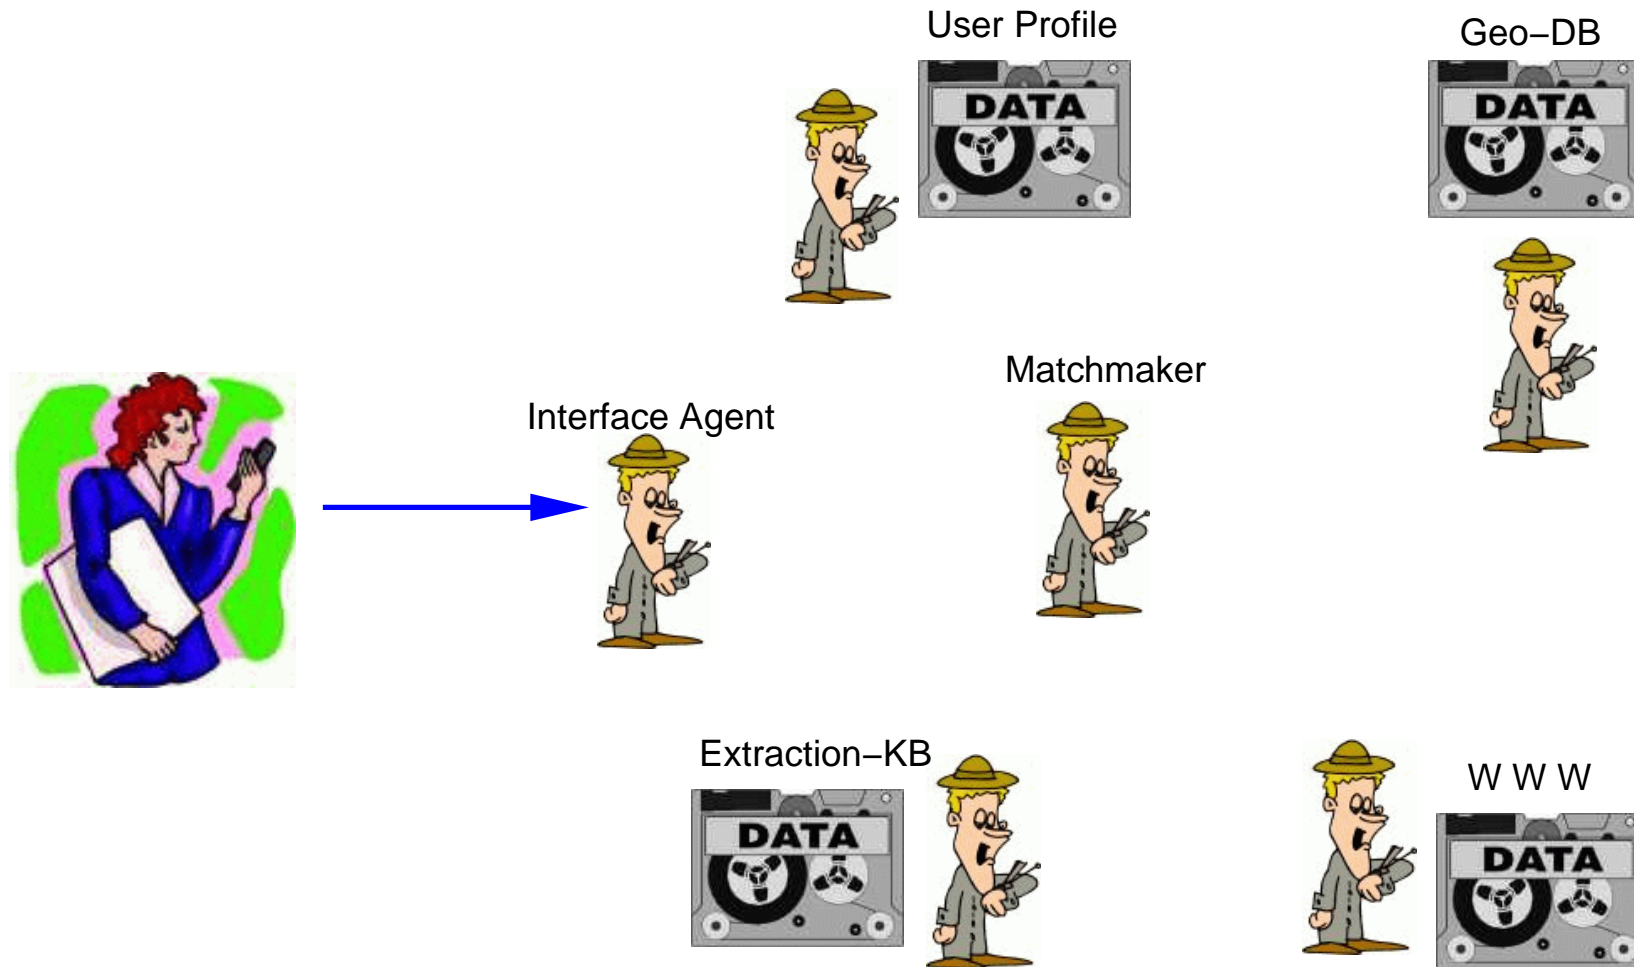 User Profile
Geo–DB
DATA
DATA
Matchmaker
Interface Agent
Extraction–KB
W W W
DATA
DATA